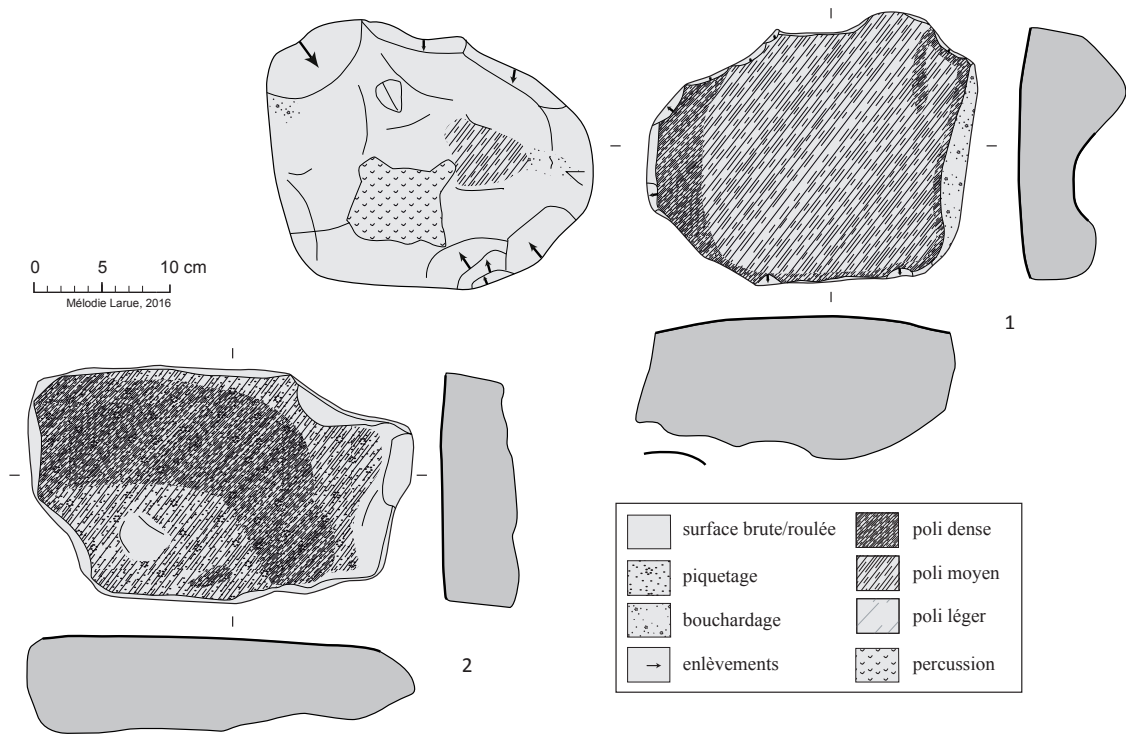 0 5 10 cm
Mélodie Larue, 2016
1
2
surface brute/roulée
piquetage
bouchardage
enlèvements
poli dense
poli moyen
poli léger
percussion